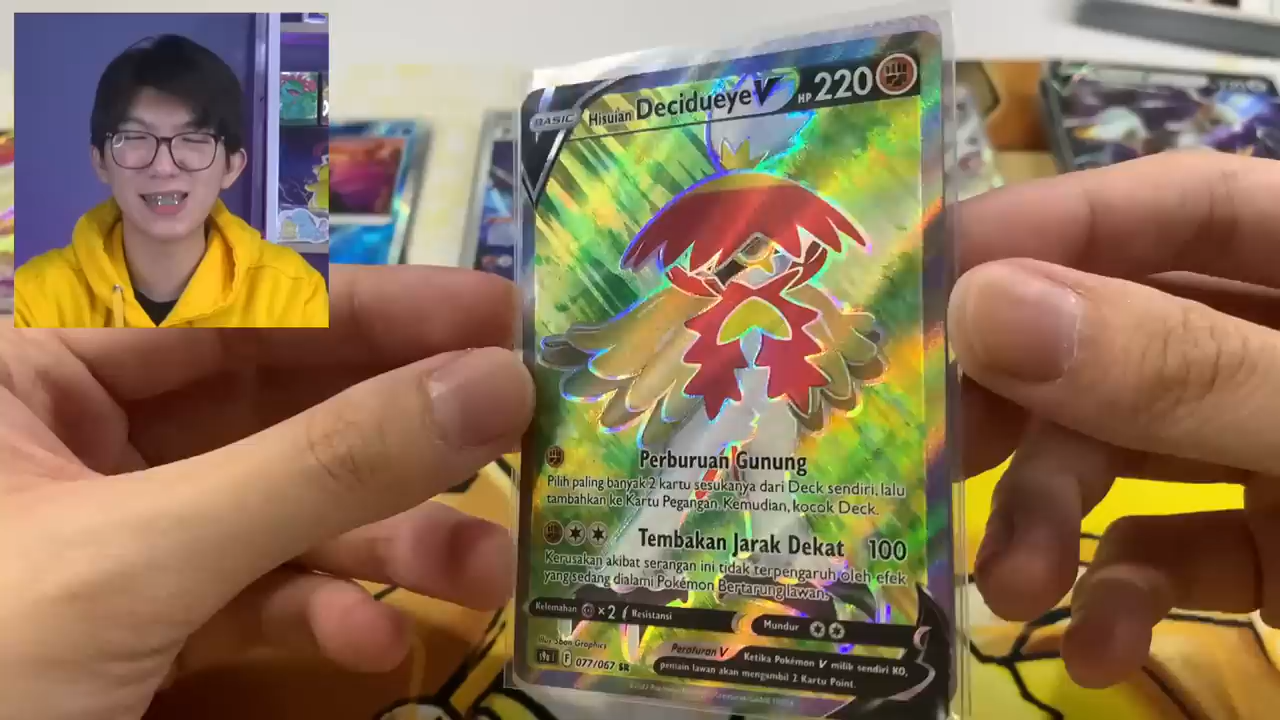 BASIC Hisuian Decidueye V HP 220
Perburuan Gunung
Pilih paling banyak 2 kartu sesukanya dari Deck sendiri, lalu
tambahkan ke Kartu Pegangan. Kemudian, kocok Deck.
Tembakan Jarak Dekat 100
Kerusakan akibat serangan ini tidak terpengaruh oleh efek
yang sedang dialami Pokémon Bertarung lawan.
Kelemahan ×2 Resistansi Mundur
Peraturan V Ketika Pokémon V milik sendiri KO,
pemain lawan akan mengambil 2 Kartu Point.
F 077/067 SR